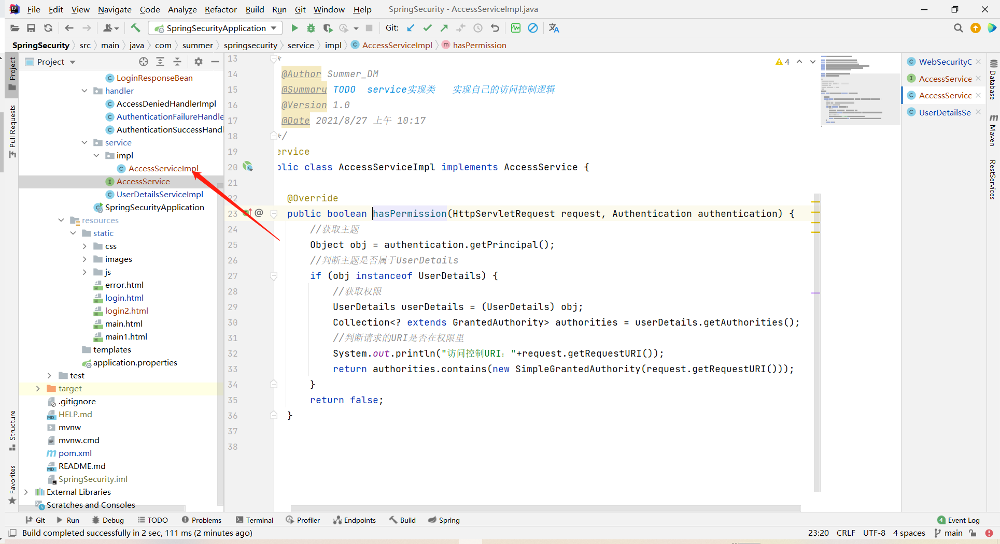 File Edit View Navigate Code Analyze Refactor Build Run Git Window Help SpringSecurity - AccessServiceImpl.java
SpringSecurityApplication Git:
SpringSecurity src main java com summer springsecurity service impl AccessServiceImpl hasPermission
Project
LoginResponseBean
handler
AccessDeniedHandlerImpl
AuthenticationFailureHandle
AuthenticationSuccessHandl
service
impl
AccessServiceImpl
AccessService
UserDetailsServiceImpl
SpringSecurityApplication
resources
static
css
images
js
error.html
login.html
login2.html
main.html
main1.html
templates
application.properties
test
target
.gitignore
HELP.md
mvnw
mvnw.cmd
pom.xml
README.md
SpringSecurity.iml
External Libraries
Scratches and Consoles
Project
Pull Requests
Structure
Favorites
13 *
14 @Author Summer_DM
15 @Summary TODO service实现类 实现自己的访问控制逻辑
16 @Version 1.0
17 @Date 2021/8/27 上午 10:17
18 */
19 ervice
20 blic class AccessServiceImpl implements AccessService {
21
22 @Override
23 public boolean hasPermission(HttpServletRequest request, Authentication authentication) {
24 //获取主题
25 Object obj = authentication.getPrincipal();
26 //判断主题是否属于UserDetails
27 if (obj instanceof UserDetails) {
28 //获取权限
29 UserDetails userDetails = (UserDetails) obj;
30 Collection<? extends GrantedAuthority> authorities = userDetails.getAuthorities();
31 //判断请求的URI是否在权限里
32 System.out.println("访问控制URI: "+request.getRequestURI());
33 return authorities.contains(new SimpleGrantedAuthority(request.getRequestURI()));
34 }
35 return false;
36 }
37
38
4
WebSecurityC
AccessService
AccessService
UserDetailsSe
Database
Maven
RestServices
Git Run Debug TODO Problems Terminal Profiler Endpoints Build Spring 4 Event Log
Build completed successfully in 2 sec, 111 ms (2 minutes ago) 23:20 CRLF UTF-8 4 spaces main